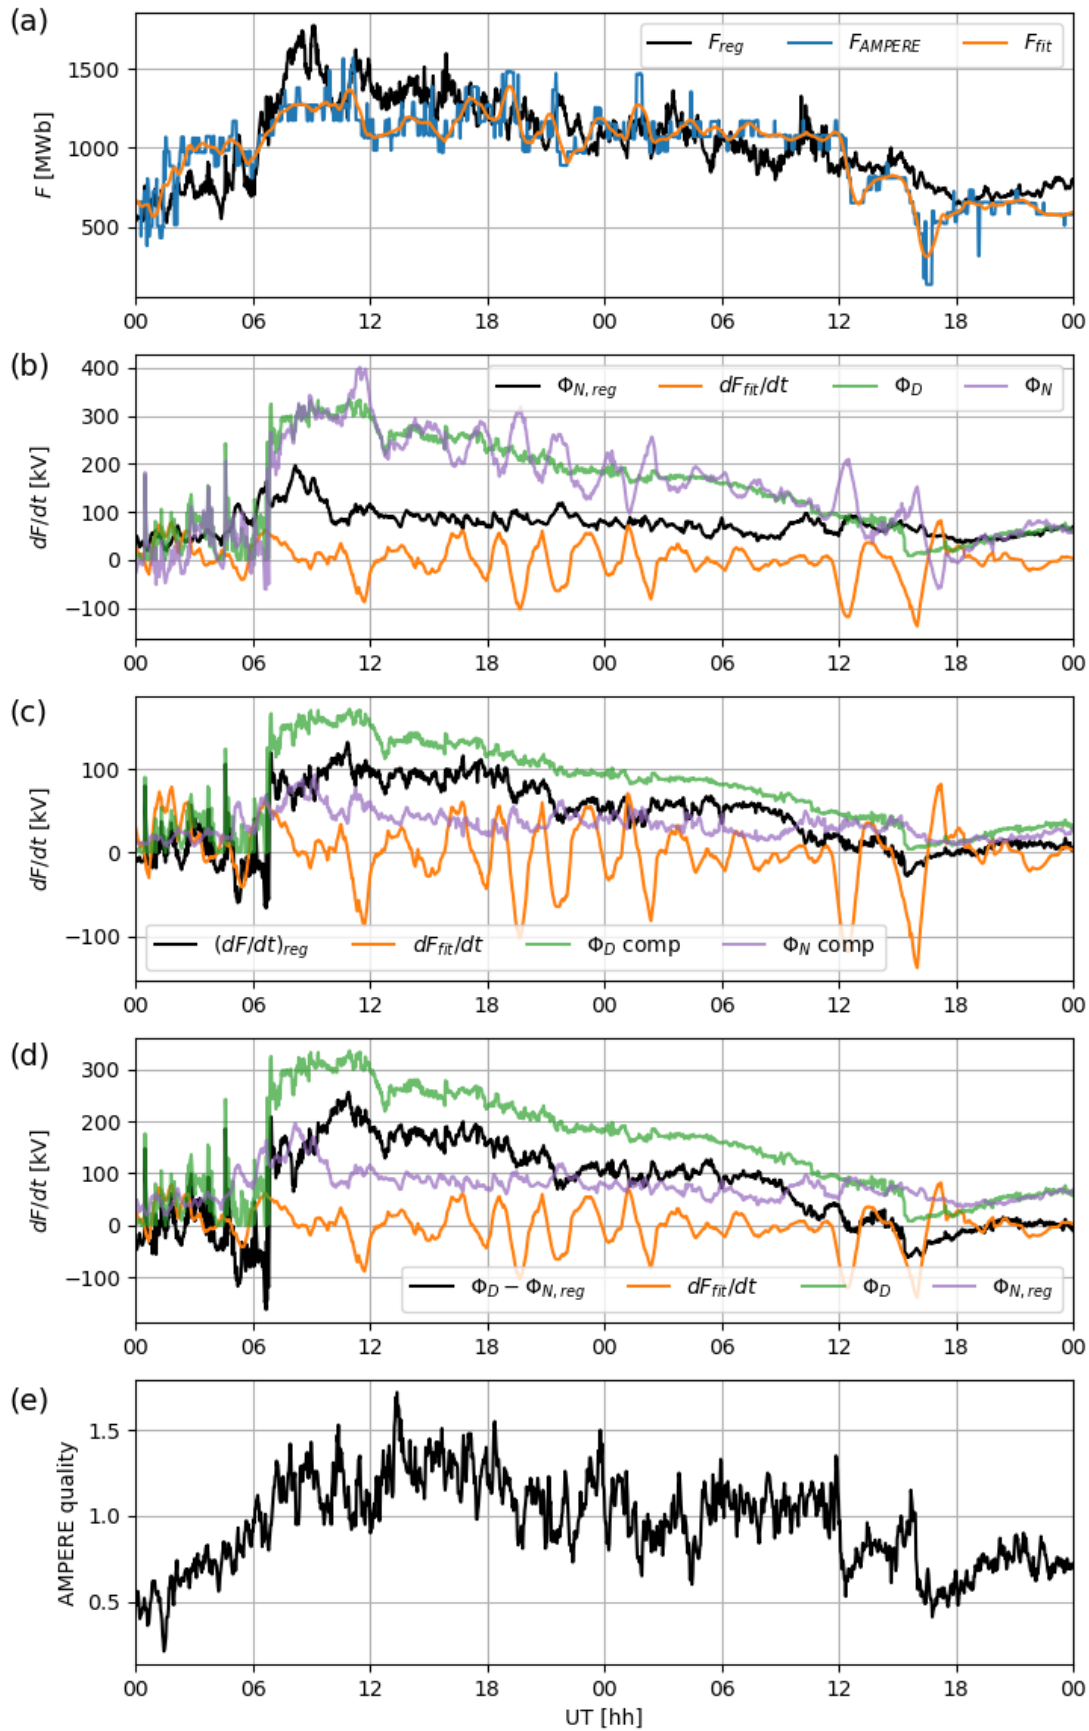 (a)
F [MWb]
F_reg F_AMPERE F_fit
1500
1000
500
00 06 12 18 00 06 12 18 00
(b)
dF/dt [kV]
Φ_N,reg dF_fit/dt Φ_D Φ_N
400
300
200
100
0
−100
00 06 12 18 00 06 12 18 00
(c)
dF/dt [kV]
100
0
−100
(dF/dt)_reg dF_fit/dt Φ_D comp Φ_N comp
00 06 12 18 00 06 12 18 00
(d)
dF/dt [kV]
300
200
100
0
−100
Φ_D − Φ_N,reg dF_fit/dt Φ_D Φ_N,reg
00 06 12 18 00 06 12 18 00
(e)
AMPERE quality
1.5
1.0
0.5
00 06 12 18 00 06 12 18 00
UT [hh]